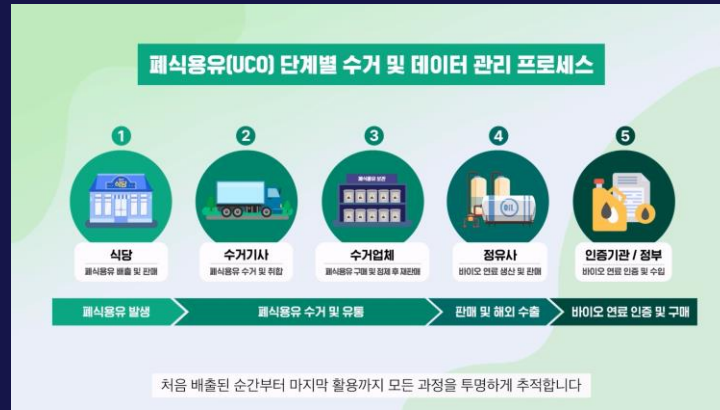 폐식용유(UCO) 단계별 수거 및 데이터 관리 프로세스
1
2
3
4
5
폐식용유 보관
OIL
식당
폐식용유 배출 및 판매
수거기사
폐식용유 수거 및 취합
수거업체
폐식용유 구매 및 정제 후 재판매
정유사
바이오 연료 생산 및 판매
인증기관 / 정부
바이오 연료 인증 및 수입
폐식용유 발생
폐식용유 수거 및 유통
판매 및 해외 수출
바이오 연료 인증 및 구매
처음 배출된 순간부터 마지막 활용까지 모든 과정을 투명하게 추적합니다